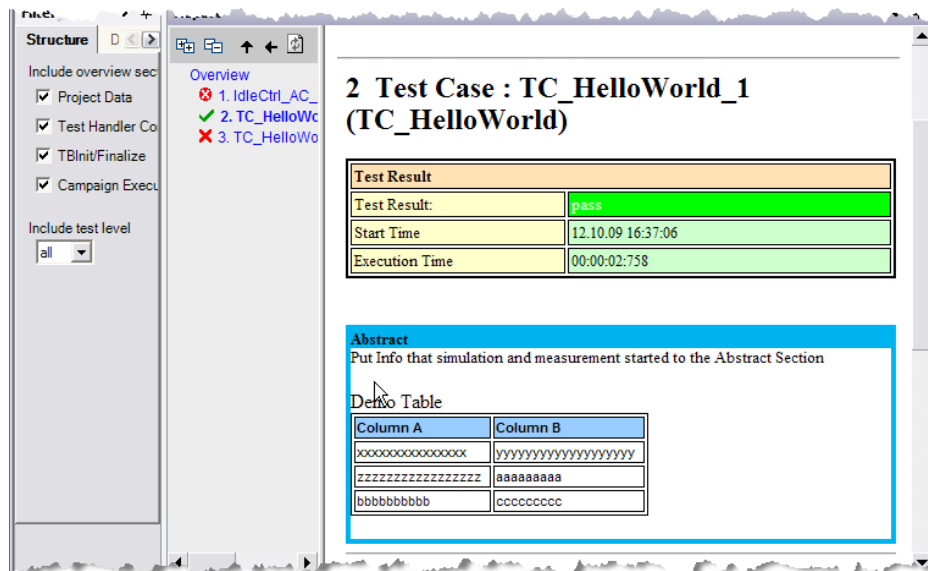 Structure
D
Include overview sec
Project Data
Test Handler Co
TBInit/Finalize
Campaign Execu
Include test level
all
Overview
1. IdleCtrl_AC_
2. TC_HelloWc
3. TC_HelloWo
2 Test Case : TC_HelloWorld_1
(TC_HelloWorld)
Test Result
Test Result: pass
Start Time 12.10.09 16:37:06
Execution Time 00:00:02:758
Abstract
Put Info that simulation and measurement started to the Abstract Section
Demo Table
Column A Column B
xxxxxxxxxxxxxxx yyyyyyyyyyyyyyyyyyy
zzzzzzzzzzzzzzzzz aaaaaaaaa
bbbbbbbbbb ccccccccc